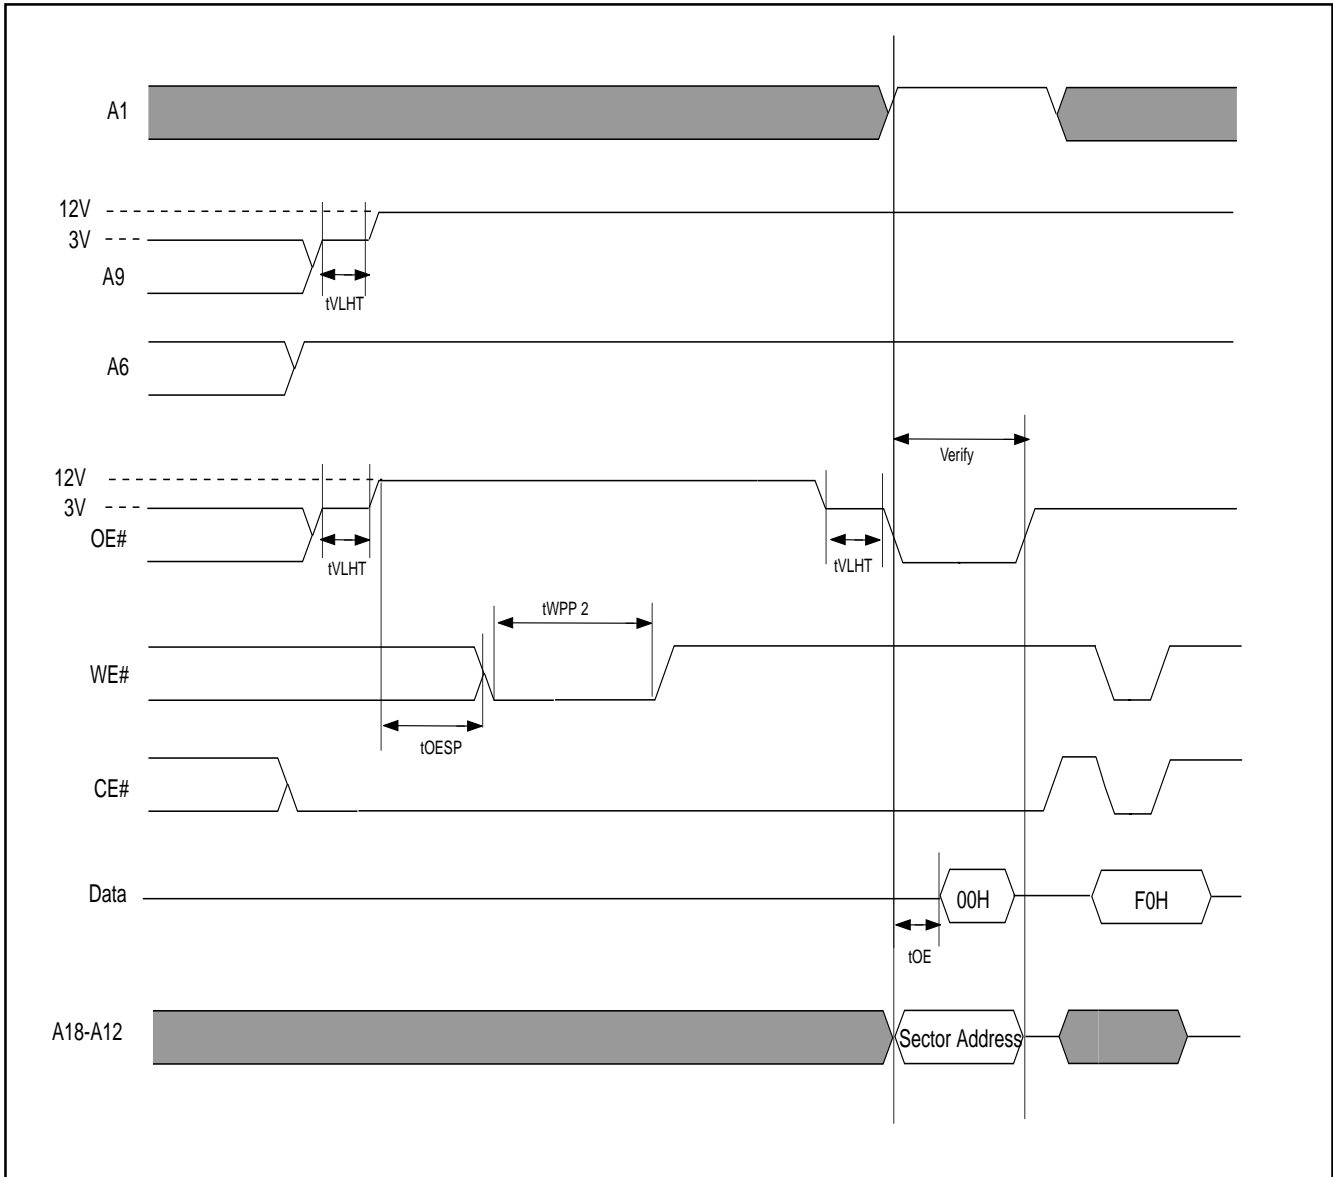 A1
12V
3V
A9
tVLHT
A6
Verify
12V
3V
OE#
tVLHT
tVLHT
tWPP 2
WE#
tOESP
CE#
Data
00H
F0H
tOE
A18-A12
Sector Address